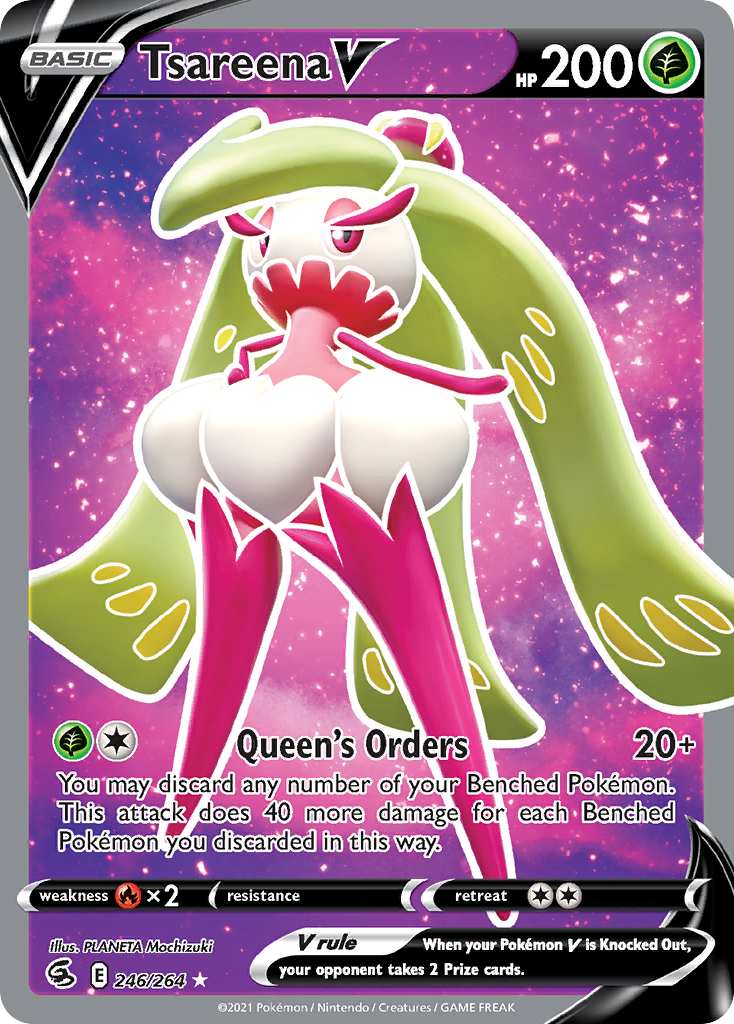 BASIC
Tsareena V
HP 200
Queen's Orders 20+
You may discard any number of your Benched Pokémon.
This attack does 40 more damage for each Benched
Pokémon you discarded in this way.
weakness ×2 resistance retreat
Illus. PLANETA Mochizuki
V rule When your Pokémon V is Knocked Out,
your opponent takes 2 Prize cards.
E 246/264 ★
©2021 Pokémon / Nintendo / Creatures / GAME FREAK